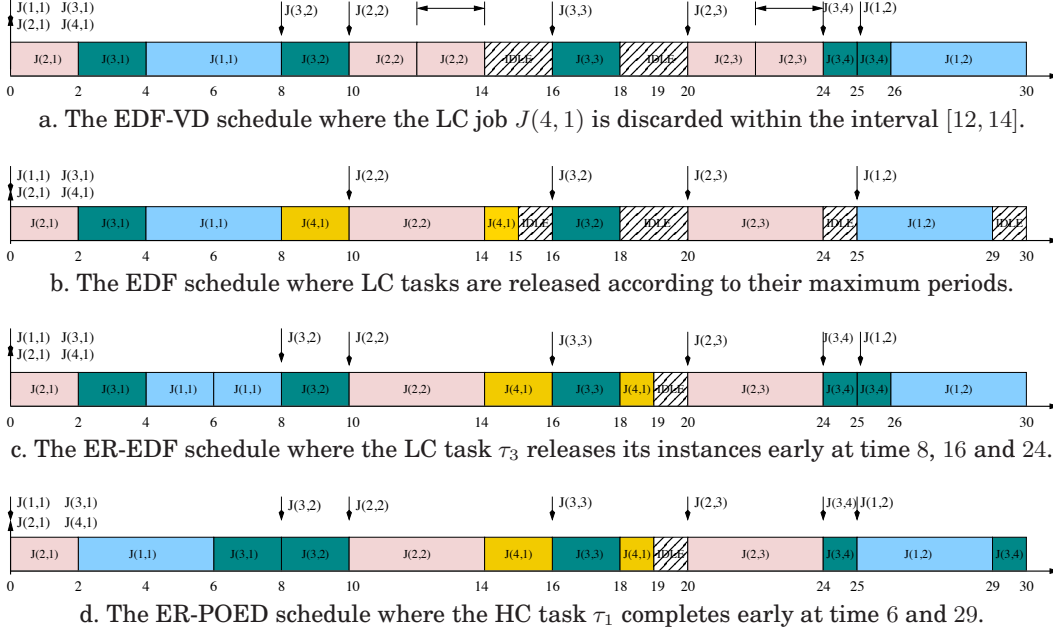 J(1,1) J(3,1) J(3,2) J(2,2) J(3,3) J(2,3) J(3,4) J(1,2)
J(2,1) J(4,1)
J(2,1) J(3,1) J(1,1) J(3,2) J(2,2) J(2,2) IDLE J(3,3) IDLE J(2,3) J(2,3) J(3,4) J(3,4) J(1,2)
0 2 4 8 10 12 14 16 18 19 20 22 24 25 26 30
a. The EDF-VD schedule where the LC job J(4, 1) is discarded within the interval [12, 14].
J(1,1) J(3,1) J(2,2) J(3,2) J(2,3) J(1,2)
J(2,1) J(4,1)
J(2,1) J(3,1) J(1,1) J(4,1) J(2,2) J(4,1) IDLE J(3,2) IDLE J(2,3) IDLE J(1,2) IDLE
0 2 4 8 10 14 15 16 18 20 24 25 29 30
b. The EDF schedule where LC tasks are released according to their maximum periods.
J(1,1) J(3,1) J(3,2) J(2,2) J(3,3) J(2,3) J(3,4) J(1,2)
J(2,1) J(4,1)
J(2,1) J(3,1) J(1,1) J(1,1) J(3,2) J(2,2) J(4,1) J(3,3) J(4,1) IDLE J(2,3) J(3,4) J(3,4) J(1,2)
0 2 4 6 8 10 14 16 18 19 20 24 25 26 30
c. The ER-EDF schedule where the LC task τ3 releases its instances early at time 8, 16 and 24.
J(1,1) J(3,1) J(3,2) J(2,2) J(3,3) J(2,3) J(3,4) J(1,2)
J(2,1) J(4,1)
J(2,1) J(1,1) J(3,1) J(3,2) J(2,2) J(4,1) J(3,3) J(4,1) IDLE J(2,3) J(3,4) J(1,2) J(3,4)
0 2 4 6 8 10 14 16 18 19 20 24 25 29 30
d. The ER-POED schedule where the HC task τ1 completes early at time 6 and 29.